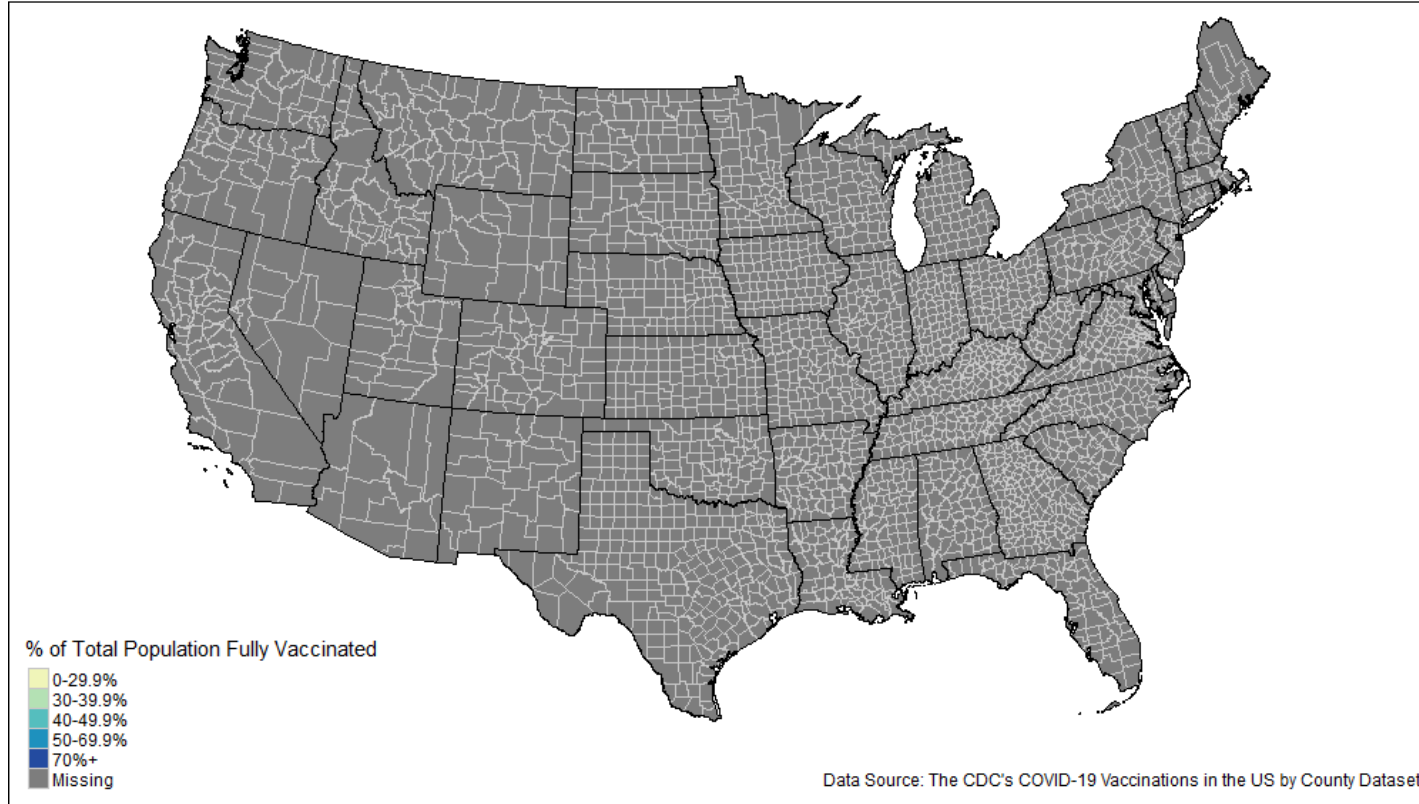 % of Total Population Fully Vaccinated
0-29.9%
30-39.9%
40-49.9%
50-69.9%
70%+
Missing
Data Source: The CDC's COVID-19 Vaccinations in the US by County Dataset